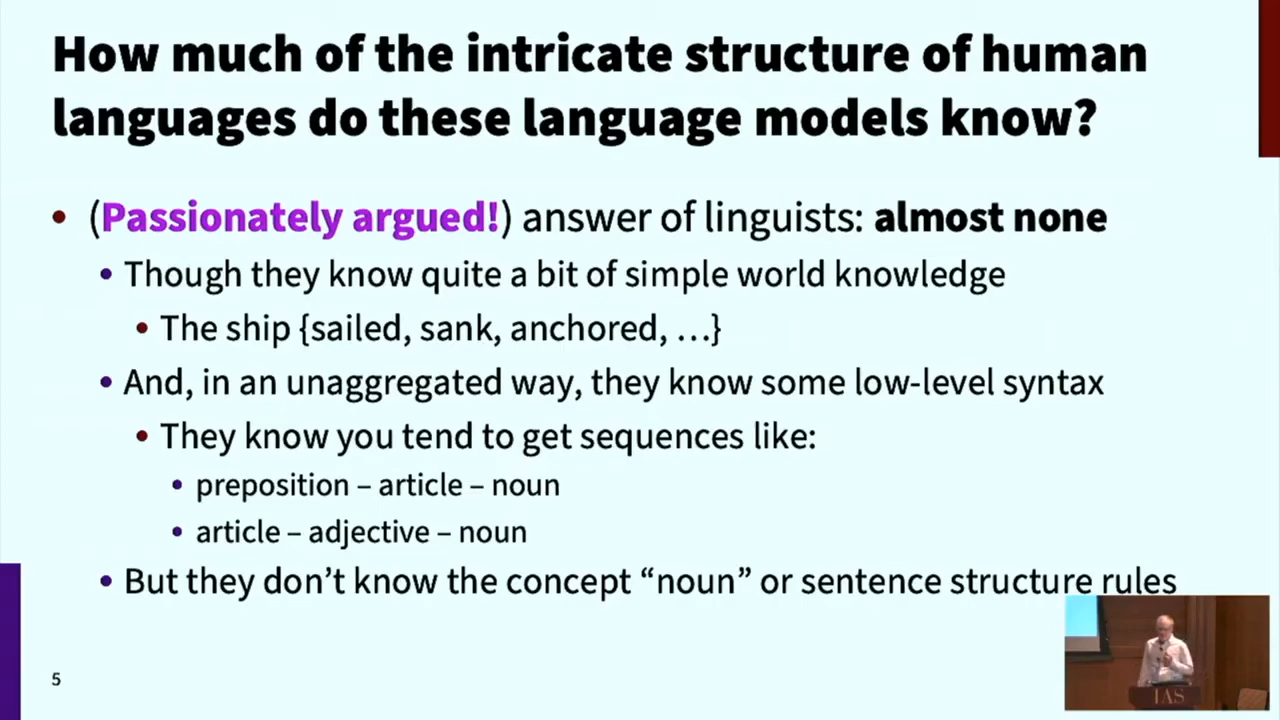 How much of the intricate structure of human
languages do these language models know?
• (Passionately argued!) answer of linguists: almost none
• Though they know quite a bit of simple world knowledge
• The ship {sailed, sank, anchored, …}
• And, in an unaggregated way, they know some low-level syntax
• They know you tend to get sequences like:
• preposition – article – noun
• article – adjective – noun
• But they don’t know the concept “noun” or sentence structure rules
5
IAS